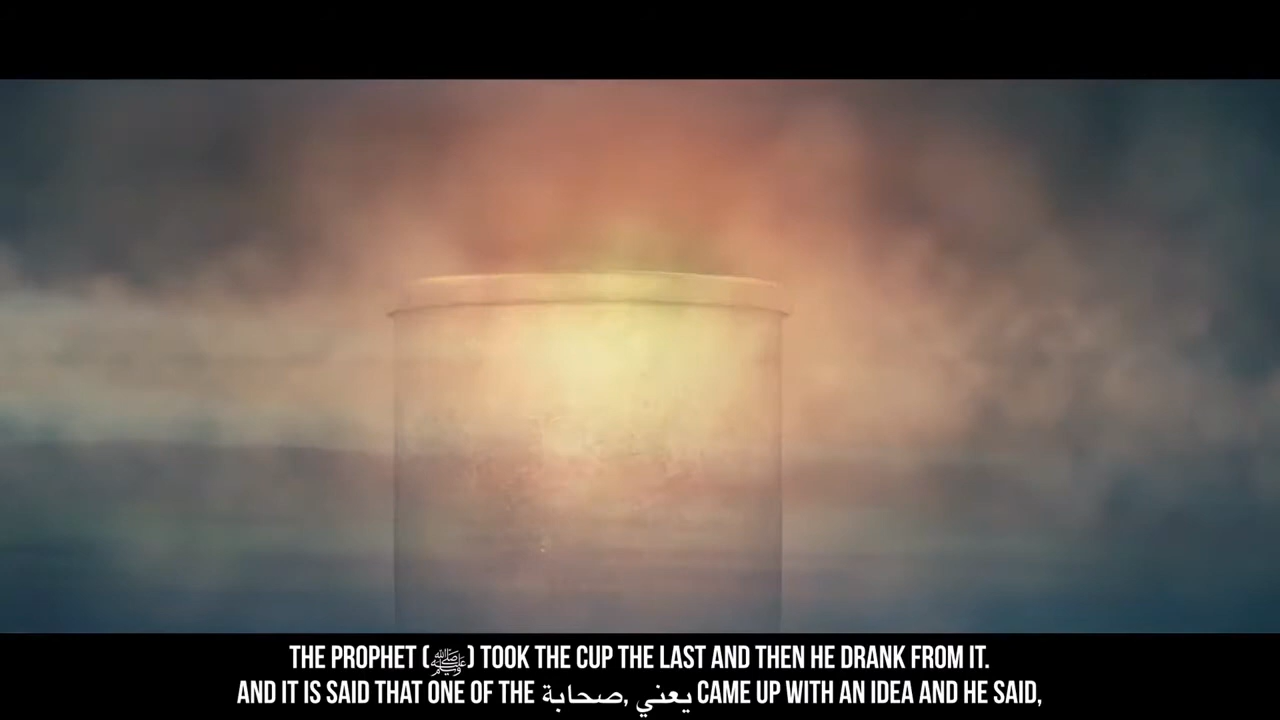 THE PROPHET (ﷺ) TOOK THE CUP THE LAST AND THEN HE DRANK FROM IT.
AND IT IS SAID THAT ONE OF THE صحابة, يعني CAME UP WITH AN IDEA AND HE SAID,